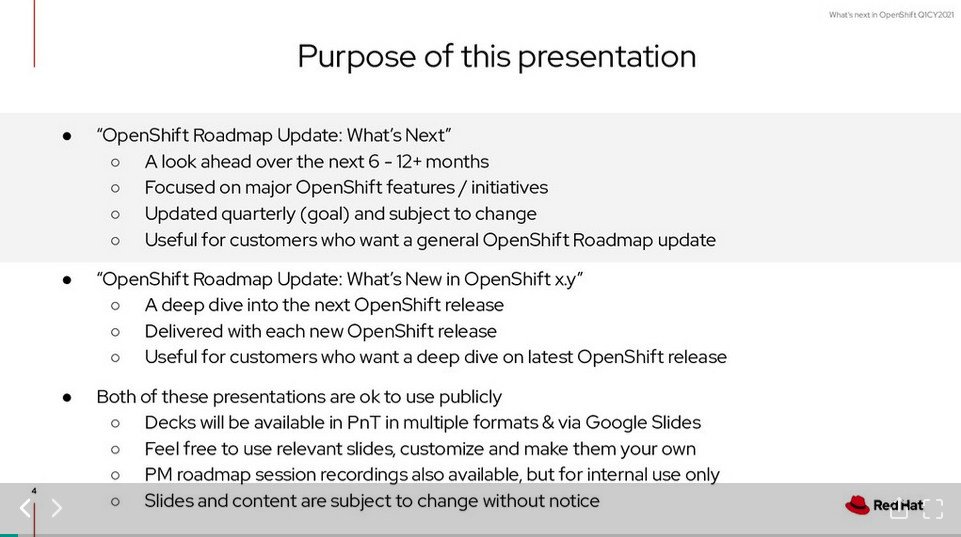 What's next in OpenShift Q1CY2021
Purpose of this presentation
● "OpenShift Roadmap Update: What's Next"
○ A look ahead over the next 6 - 12+ months
○ Focused on major OpenShift features / initiatives
○ Updated quarterly (goal) and subject to change
○ Useful for customers who want a general OpenShift Roadmap update
● "OpenShift Roadmap Update: What's New in OpenShift x.y"
○ A deep dive into the next OpenShift release
○ Delivered with each new OpenShift release
○ Useful for customers who want a deep dive on latest OpenShift release
● Both of these presentations are ok to use publicly
○ Decks will be available in PnT in multiple formats & via Google Slides
○ Feel free to use relevant slides, customize and make them your own
○ PM roadmap session recordings also available, but for internal use only
○ Slides and content are subject to change without notice
4
Red Hat